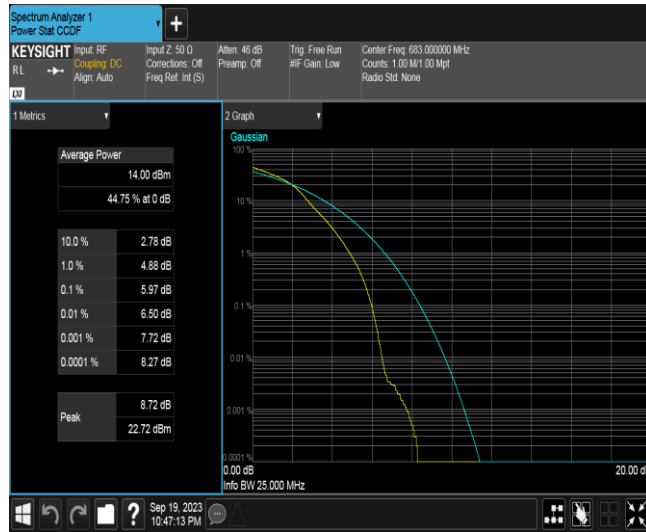 Spectrum Analyzer 1
Power Stat CCDF
+
KEYSIGHT
RL
LXI
Input: RF
Coupling: DC
Align: Auto
Input Z: 50 Ω
Corrections: Off
Freq Ref: Int (S)
Atten: 46 dB
Preamp: Off
Trig: Free Run
#IF Gain: Low
Center Freq: 683.000000 MHz
Counts: 1.00 M/1.00 Mpt
Radio Std: None
1 Metrics
Average Power
14.00 dBm
44.75 % at 0 dB
10.0 % 2.78 dB
1.0 % 4.88 dB
0.1 % 5.97 dB
0.01 % 6.50 dB
0.001 % 7.72 dB
0.0001 % 8.27 dB
Peak
8.72 dB
22.72 dBm
2 Graph
Gaussian
100 %
10 %
1 %
0.1 %
0.01 %
0.001 %
0.0001 %
0.00 dB
20.00 d
Info BW 25.000 MHz
?
Sep 19, 2023
10:47:13 PM